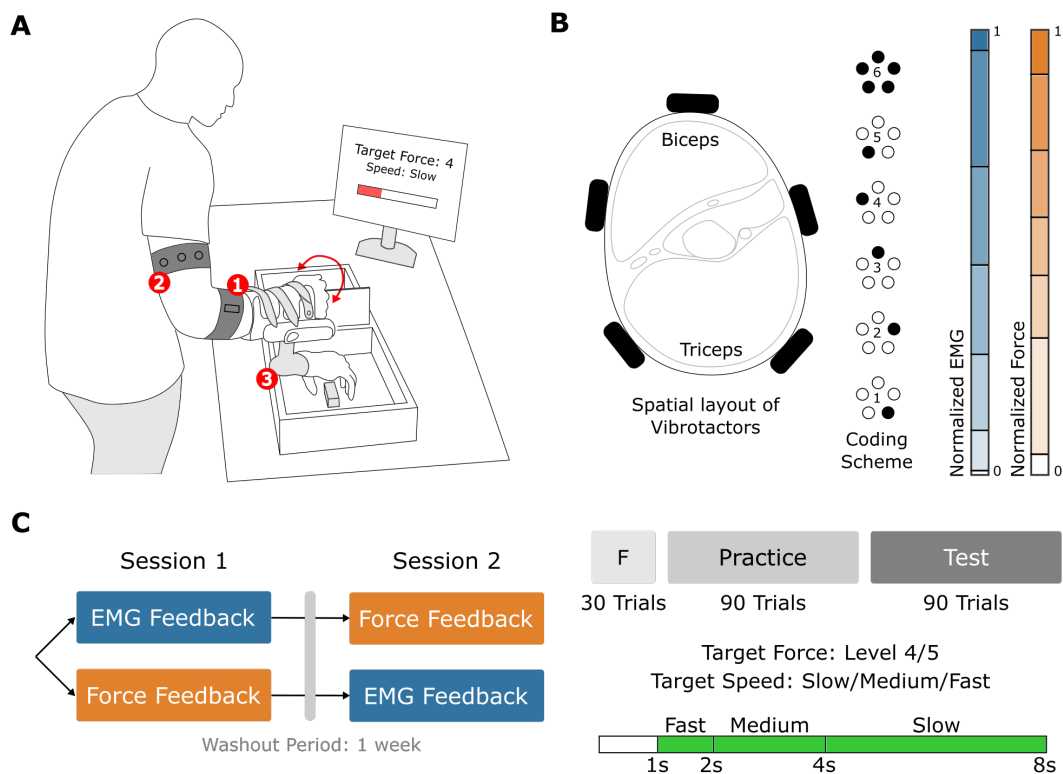 A
Target Force: 4
Speed: Slow
1
2
3
B
Biceps
Triceps
Spatial layout of
Vibrotactors
6
5
4
3
2
1
Coding
Scheme
Normalized EMG
1
0
Normalized Force
1
0
C
Session 1
Session 2
EMG Feedback
Force Feedback
Force Feedback
EMG Feedback
Washout Period: 1 week
F
Practice
Test
30 Trials
90 Trials
90 Trials
Target Force: Level 4/5
Target Speed: Slow/Medium/Fast
Fast
Medium
Slow
1s
2s
4s
8s